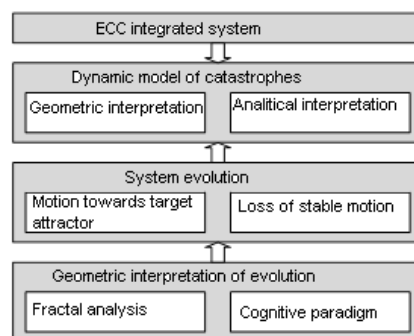 ECC integrated system
Dynamic model of catastrophes
Geometric interpretation
Analitical interpretation
System evolution
Motion towards target
attractor
Loss of stable motion
Geometric interpretation of evolution
Fractal analysis
Cognitive paradigm